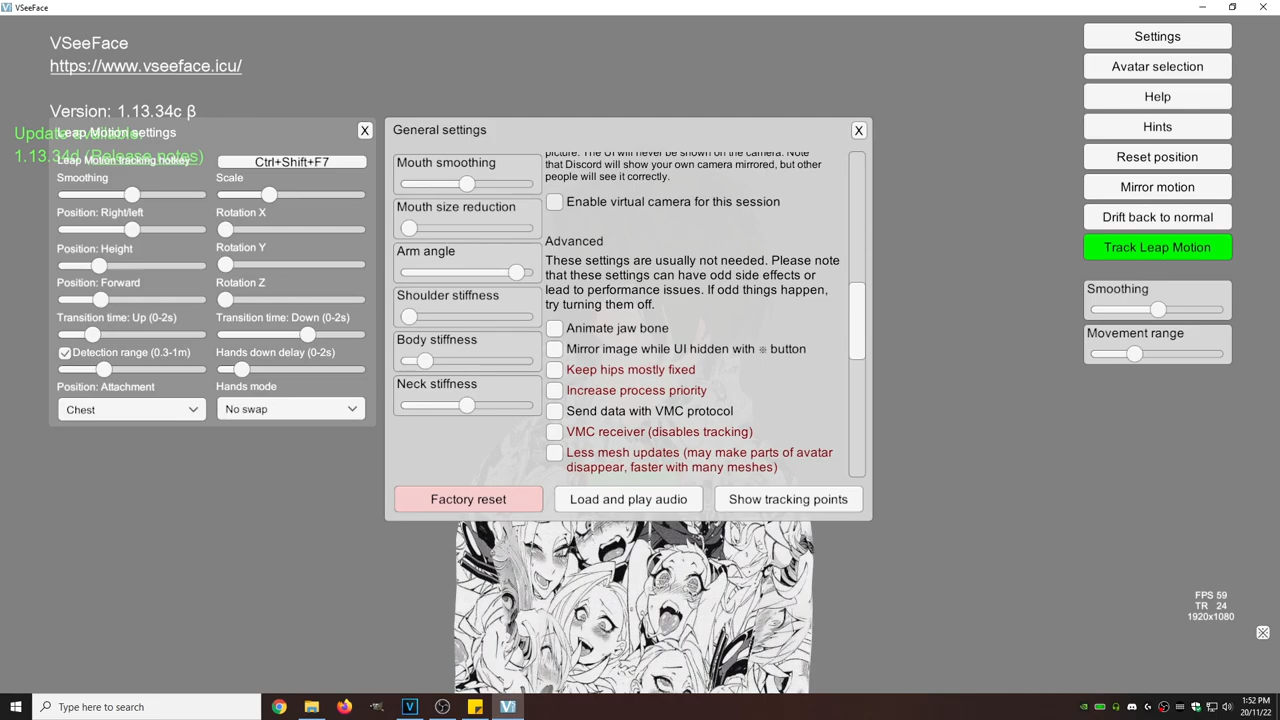 VSeeFace
VSeeFace
https://www.vseeface.icu/
Version: 1.13.34c β
1.13.34d (Release notes)
Leap Motion settings
X
Leap Motion tracking hotkey
Ctrl+Shift+F7
Smoothing
Scale
Position: Right/left
Rotation X
Position: Height
Rotation Y
Position: Forward
Rotation Z
Transition time: Up (0-2s)
Transition time: Down (0-2s)
Detection range (0.3-1m)
Hands down delay (0-2s)
Position: Attachment
Hands mode
Chest
No swap
General settings
X
Mouth smoothing
Mouth size reduction
Arm angle
Shoulder stiffness
Body stiffness
Neck stiffness
picture. The UI will never be shown on the camera. Note
that Discord will show your own camera mirrored, but other
people will see it correctly.
Enable virtual camera for this session
Advanced
These settings are usually not needed. Please note
that these settings can have odd side effects or
lead to performance issues. If odd things happen,
try turning them off.
Animate jaw bone
Mirror image while UI hidden with ※ button
Keep hips mostly fixed
Increase process priority
Send data with VMC protocol
VMC receiver (disables tracking)
Less mesh updates (may make parts of avatar
disappear, faster with many meshes)
Factory reset
Load and play audio
Show tracking points
Settings
Avatar selection
Help
Hints
Reset position
Mirror motion
Drift back to normal
Track Leap Motion
Smoothing
Movement range
FPS 59
TR 24
1920x1080
Type here to search
1:52 PM
20/11/22